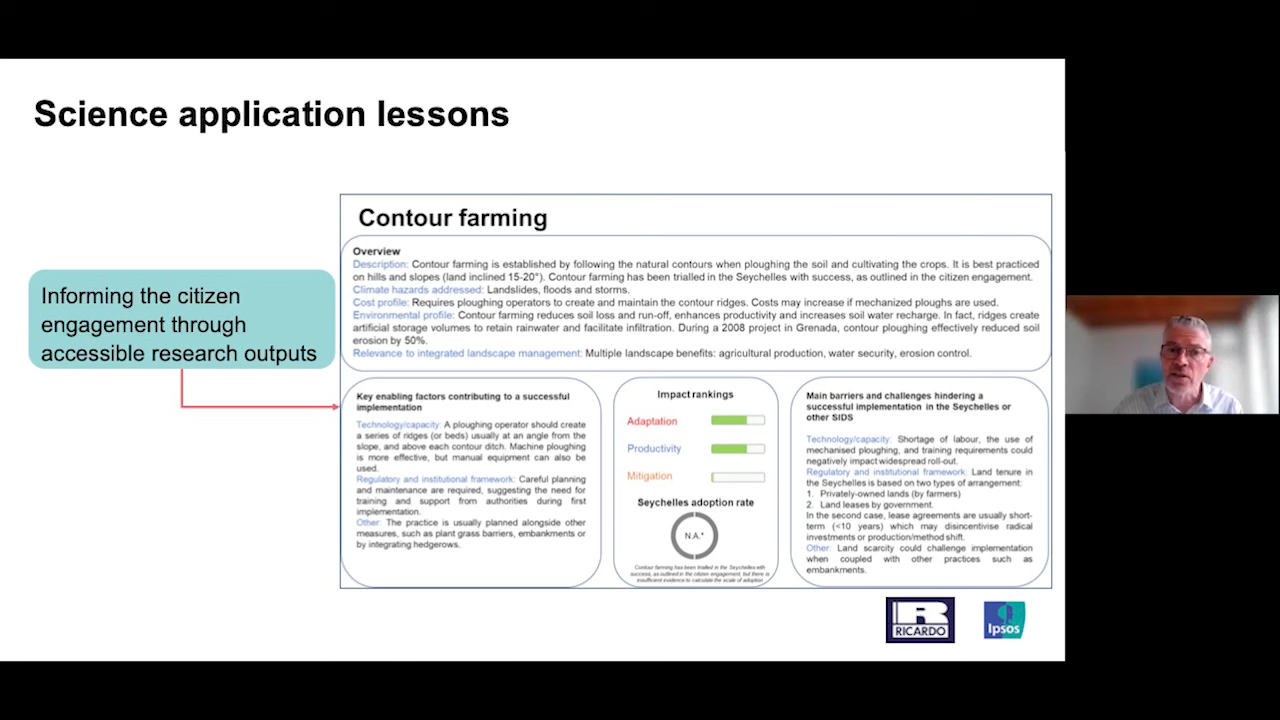 Science application lessons
Informing the citizen
engagement through
accessible research outputs
Contour farming
Overview
Description: Contour farming is established by following the natural contours when ploughing the soil and cultivating the crops. It is best practiced
on hills and slopes (land inclined 15-20°). Contour farming has been trialled in the Seychelles with success, as outlined in the citizen engagement.
Climate hazards addressed: Landslides, floods and storms.
Cost profile: Requires ploughing operators to create and maintain the contour ridges. Costs may increase if mechanized ploughs are used.
Environmental profile: Contour farming reduces soil loss and run-off, enhances productivity and increases soil water recharge. In fact, ridges create
artificial storage volumes to retain rainwater and facilitate infiltration. During a 2008 project in Grenada, contour ploughing effectively reduced soil
erosion by 50%.
Relevance to integrated landscape management: Multiple landscape benefits: agricultural production, water security, erosion control.
Key enabling factors contributing to a successful
implementation
Technology/capacity: A ploughing operator should create
a series of ridges (or beds) usually at an angle from the
slope, and above each contour ditch. Machine ploughing
is more effective, but manual equipment can also be
used.
Regulatory and institutional framework: Careful planning
and maintenance are required, suggesting the need for
training and support from authorities during first
implementation.
Other: The practice is usually planned alongside other
measures, such as plant grass barriers, embankments or
by integrating hedgerows.
Impact rankings
Adaptation
Productivity
Mitigation
Seychelles adoption rate
N.A.*
Contour farming has been trialled in the Seychelles with
success, as outlined in the citizen engagement, but there is
insufficient evidence to calculate the scale of adoption
Main barriers and challenges hindering a
successful implementation in the Seychelles or
other SIDS
Technology/capacity: Shortage of labour, the use of
mechanised ploughing, and training requirements could
negatively impact widespread roll-out.
Regulatory and institutional framework: Land tenure in
the Seychelles is based on two types of arrangement:
1. Privately-owned lands (by farmers)
2. Land leases by government.
In the second case, lease agreements are usually short-
term (<10 years) which may disincentivise radical
investments or production/method shift.
Other: Land scarcity could challenge implementation
when coupled with other practices such as
embankments.
RICARDO
Ipsos